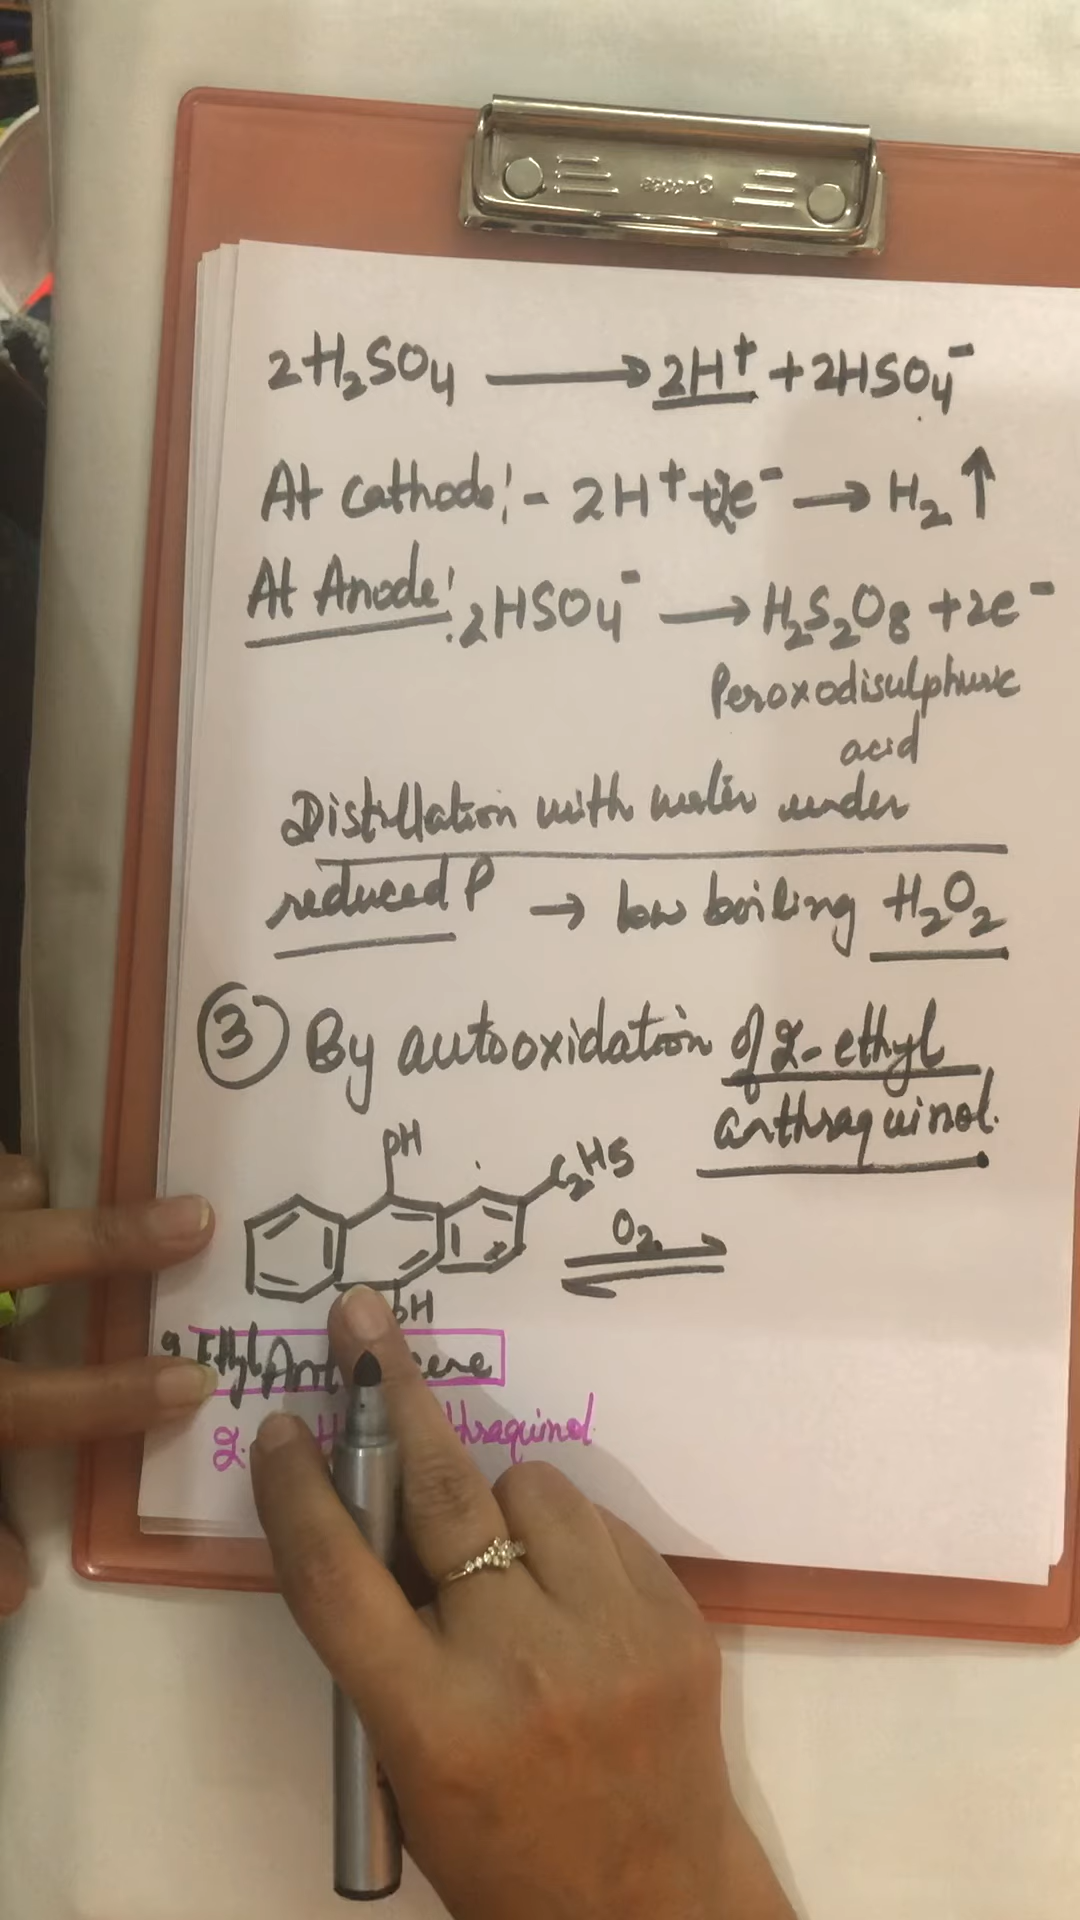 2H₂SO₄ ⟶ 2H⁺ + 2HSO₄⁻
At Cathode:- 2H⁺ + 2e⁻ → H₂ ↑
At Anode: 2HSO₄⁻ → H₂S₂O₈ + 2e⁻
Peroxodisulphuric
acid
Distillation with water under
reduced P → low boiling H₂O₂
③ By autooxidation of 2-ethyl
anthraquinol.
OH
C₂H5
O₂
OH
Ethyl